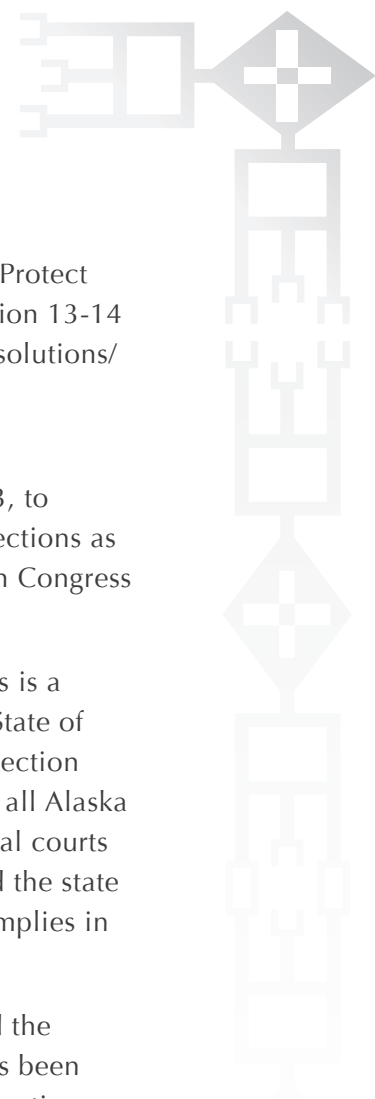 Protect
ion 13-14
solutions/
3, to
ections as
n Congress
s is a
State of
ection
all Alaska
al courts
d the state
mplies in
d the
s been